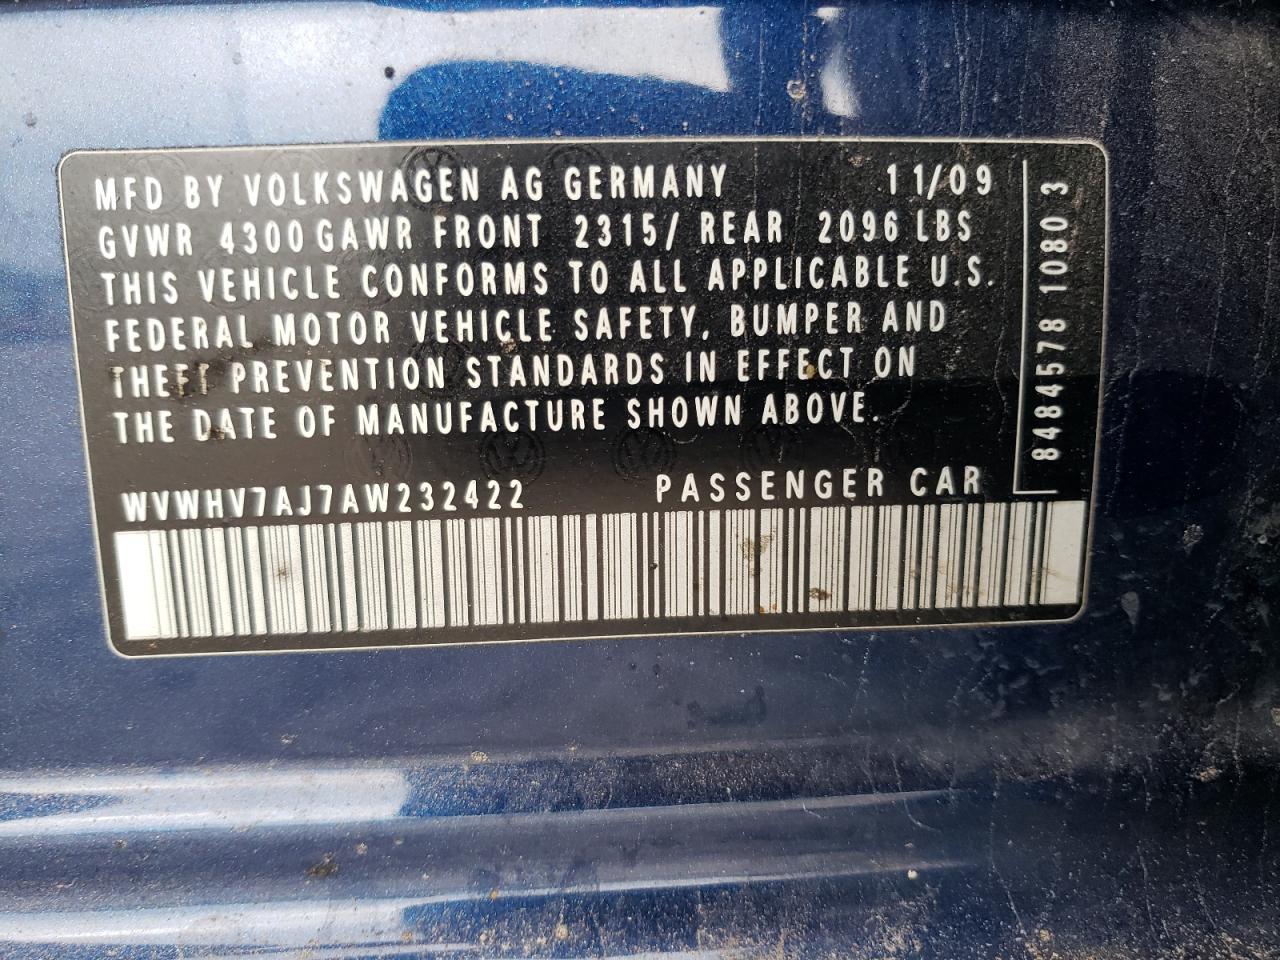 MFD BY VOLKSWAGEN AG GERMANY 11/09
GVWR 4300 GAWR FRONT 2315/ REAR 2096 LBS
THIS VEHICLE CONFORMS TO ALL APPLICABLE U.S.
FEDERAL MOTOR VEHICLE SAFETY, BUMPER AND
THEFT PREVENTION STANDARDS IN EFFECT ON
THE DATE OF MANUFACTURE SHOWN ABOVE.
WVWHV7AJ7AW232422 PASSENGER CAR
8484578 10803